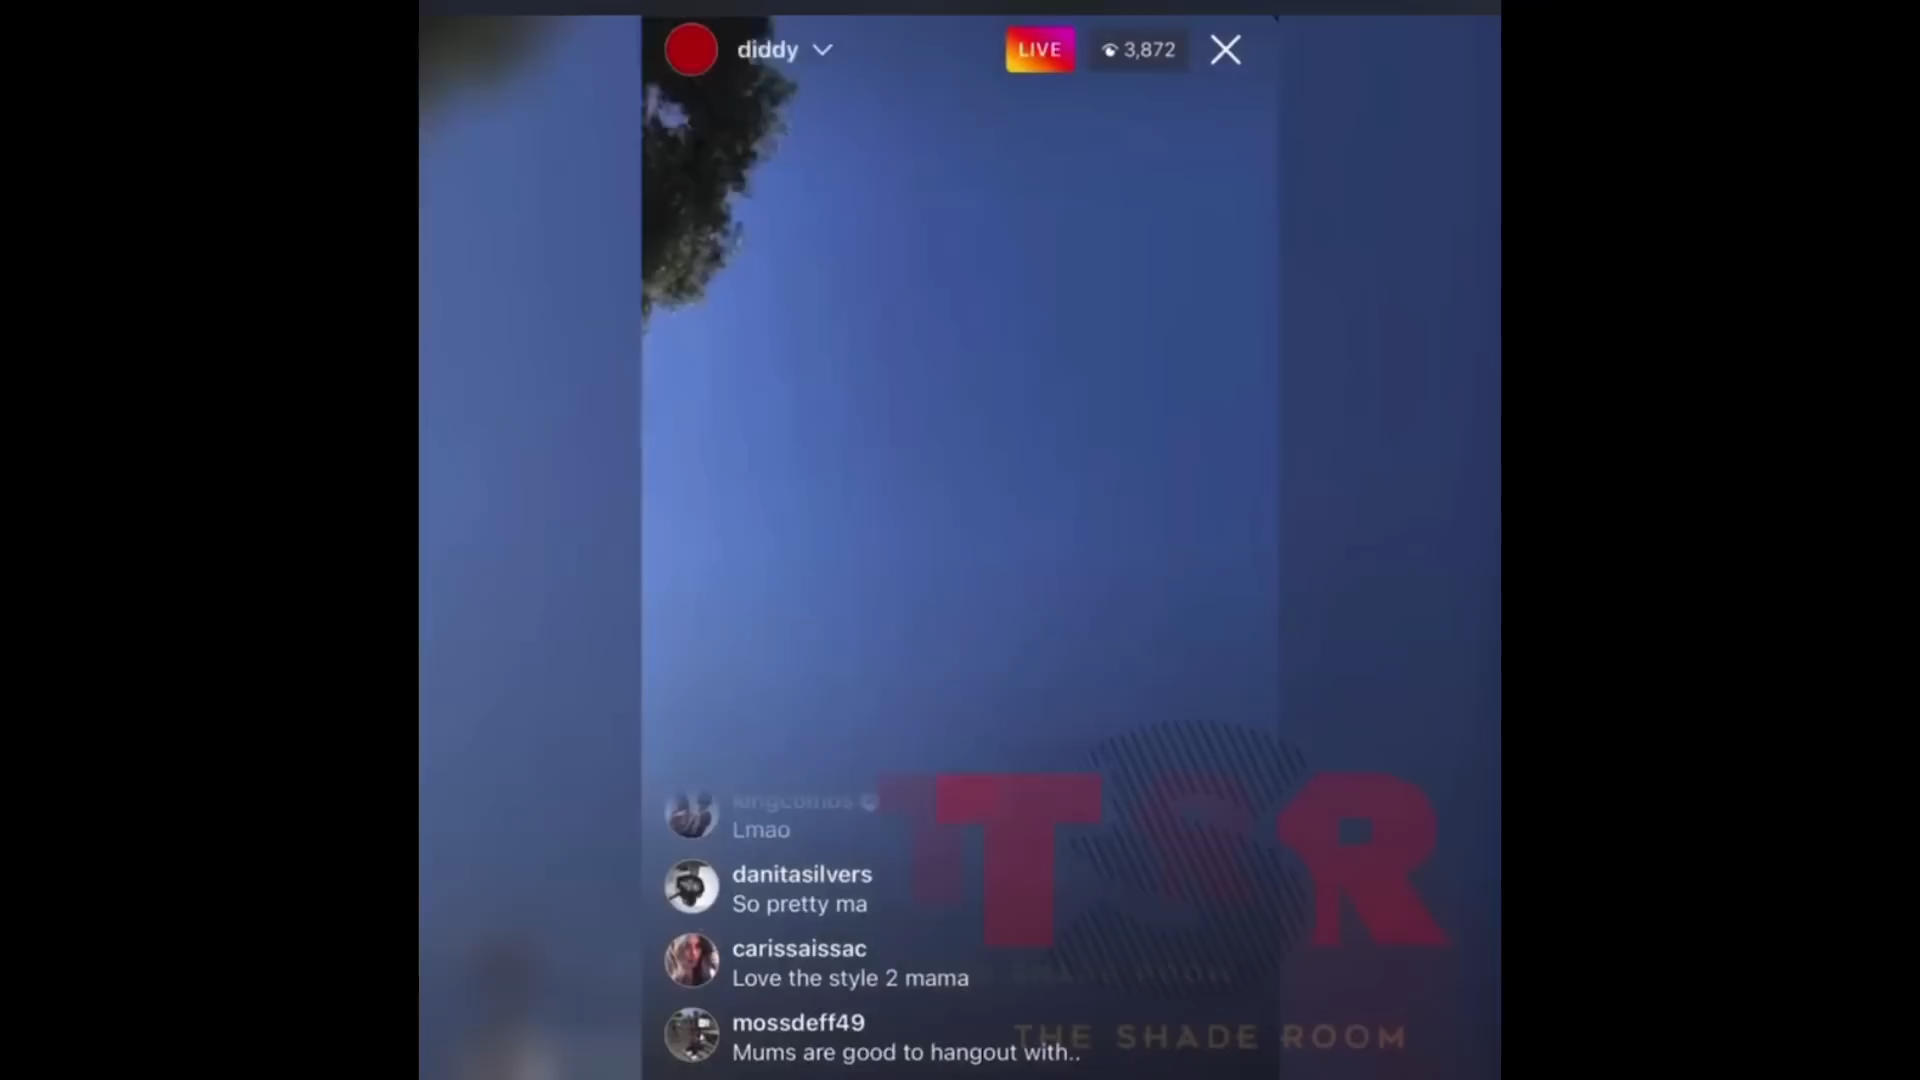 diddy
LIVE
3,872
kingcombs
Lmao
danitasilvers
So pretty ma
carissaissac
Love the style 2 mama
mossdeff49
Mums are good to hangout with..
TSR
THE SHADE ROOM